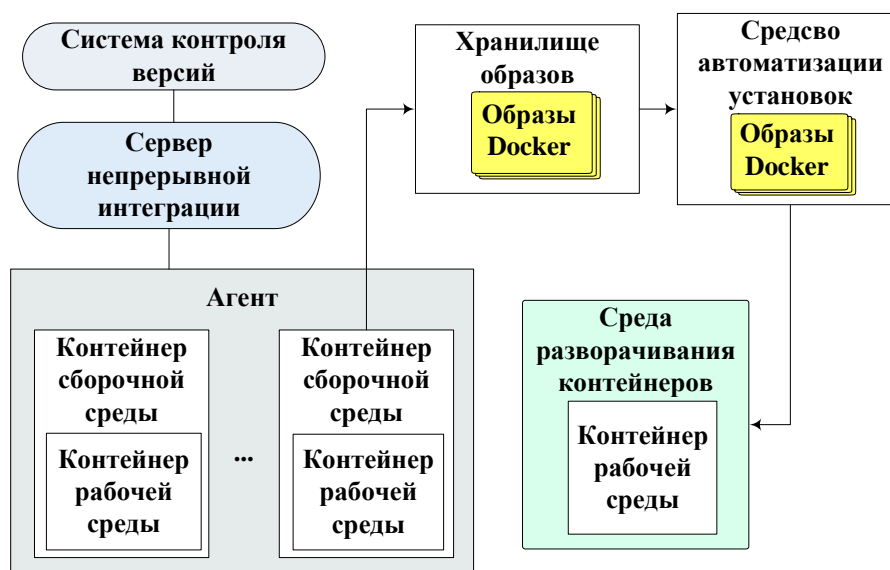 Система контроля
версий
Сервер
непрерывной
интеграции
Агент
Контейнер
сборочной
среды
Контейнер
рабочей
среды
...
Контейнер
сборочной
среды
Контейнер
рабочей
среды
Хранилище
образов
Образы
Docker
Средсво
автоматизации
установок
Образы
Docker
Среда
разворачивания
контейнеров
Контейнер
рабочей
среды